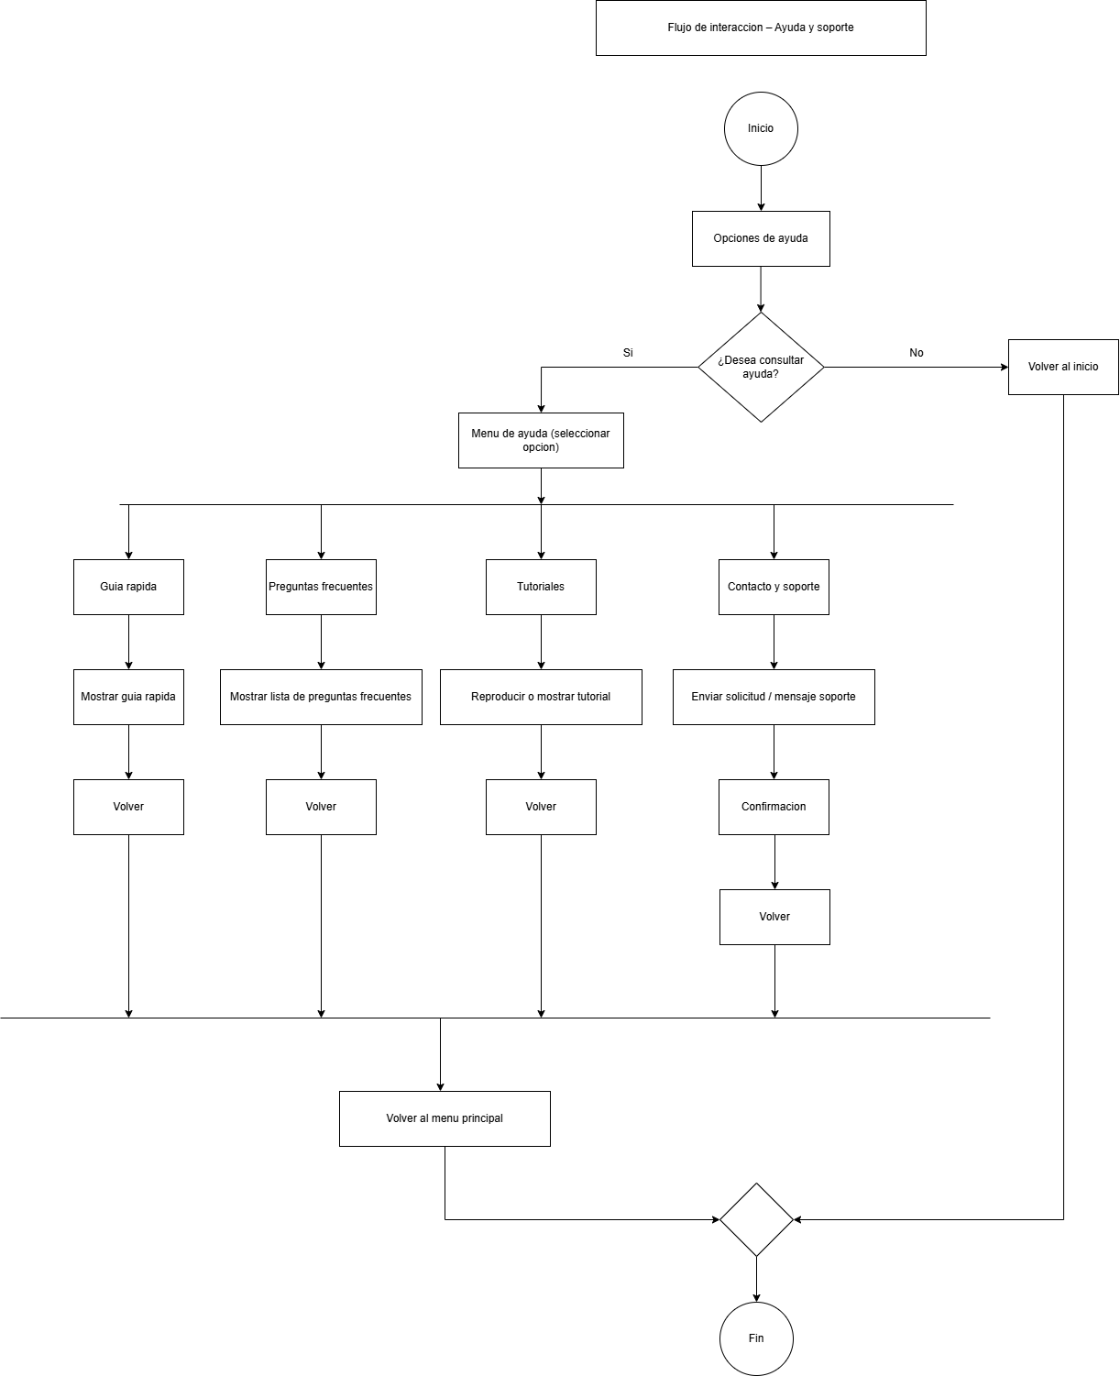 Flujo de interaccion – Ayuda y soporte
Inicio
Opciones de ayuda
¿Desea consultar
ayuda?
Si
No
Volver al inicio
Menu de ayuda (seleccionar
opcion)
Guia rapida
Preguntas frecuentes
Tutoriales
Contacto y soporte
Mostrar guia rapida
Mostrar lista de preguntas frecuentes
Reproducir o mostrar tutorial
Enviar solicitud / mensaje soporte
Volver
Volver
Volver
Confirmacion
Volver
Volver al menu principal
Fin